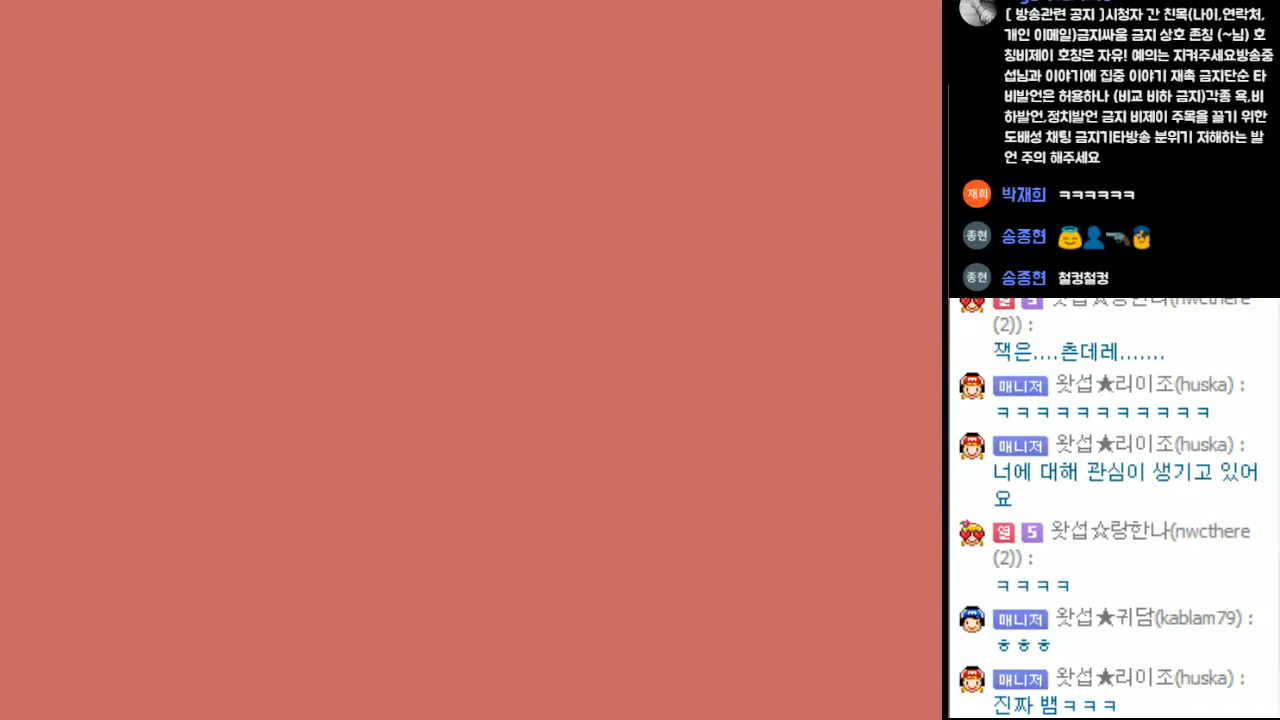 [ 방송관련 공지 ]시청자 간 친목(나이,연락처,
개인 이메일)금지싸움 금지 상호 존칭 (~님) 호
칭비제이 호칭은 자유! 예의는 지켜주세요방송중
섭님과 이야기에 집중 이야기 재촉 금지단순 타
비발언은 허용하나 (비교 비하 금지)각종 욕,비
하발언,정치발언 금지 비제이 주목을 끌기 위한
도배성 채팅 금지기타방송 분위기 저해하는 발
언 주의 해주세요
재희 박재희 ㅋㅋㅋㅋㅋㅋ
종현 송종현 😇👤🔫👮
종현 송종현 철컹철컹
열 5 왓섭☆랑한나(nwcthere
(2)) :
잭은....츤데레.......
매니저 왓섭★리이조(huska) :
ㅋㅋㅋㅋㅋㅋㅋㅋㅋㅋㅋ
매니저 왓섭★리이조(huska) :
너에 대해 관심이 생기고 있어
요
열 5 왓섭☆랑한나(nwcthere
(2)) :
ㅋㅋㅋㅋ
매니저 왓섭★귀담(kablam79) :
ㅎㅎㅎ
매니저 왓섭★리이조(huska) :
진짜 뱀ㅋㅋㅋ